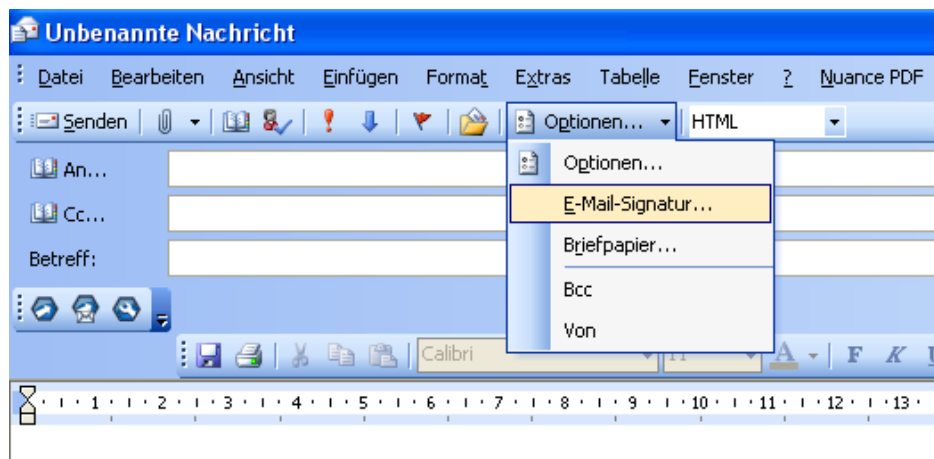 Unbenannte Nachricht
Datei Bearbeiten Ansicht Einfügen Format Extras Tabelle Fenster ? Nuance PDF
Senden Optionen... HTML
Optionen...
An...
E-Mail-Signatur...
Cc...
Briefpapier...
Betreff:
Bcc
Von
Calibri A F K
1 2 3 4 5 6 7 8 9 10 11 12 13